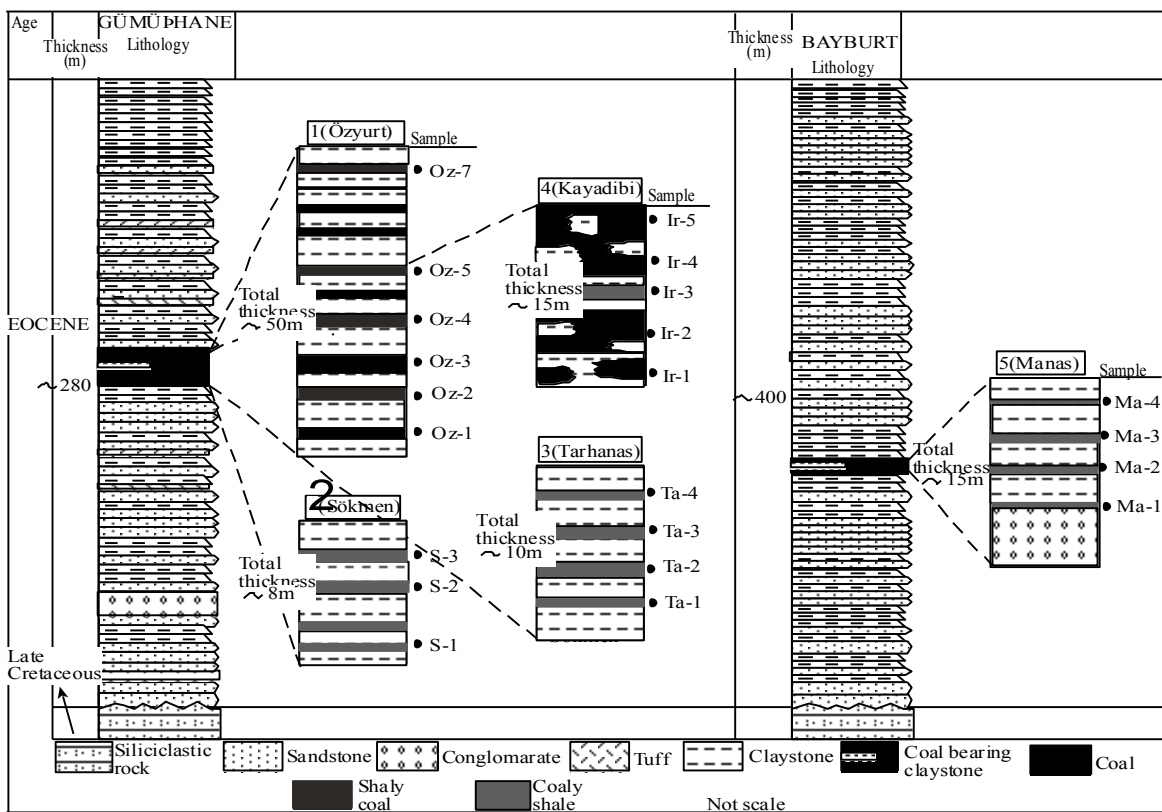 Age
Thickness
(m)
GÜMÜÞHANE
Lithology
Thickness
(m)
BAYBURT
Lithology
EOCENE
~ 280
Late
Cretaceous
1(Özyurt)
Sample
Oz-7
Oz-5
Oz-4
Oz-3
Oz-2
Oz-1
Total
thickness
~ 50m
2
(Sökmen)
S-3
S-2
S-1
Total
thickness
~ 8m
4(Kayadibi)
Sample
Ir-5
Ir-4
Ir-3
Ir-2
Ir-1
Total
thickness
~ 15m
3(Tarhanas)
Ta-4
Ta-3
Ta-2
Ta-1
Total
thickness
~ 10m
~ 400
5(Manas)
Sample
Ma-4
Ma-3
Ma-2
Ma-1
Total
thickness
~ 15m
Siliciclastic
rock
Sandstone
Conglomarate
Tuff
Claystone
Coal bearing
claystone
Coal
Shaly
coal
Coaly
shale
Not scale